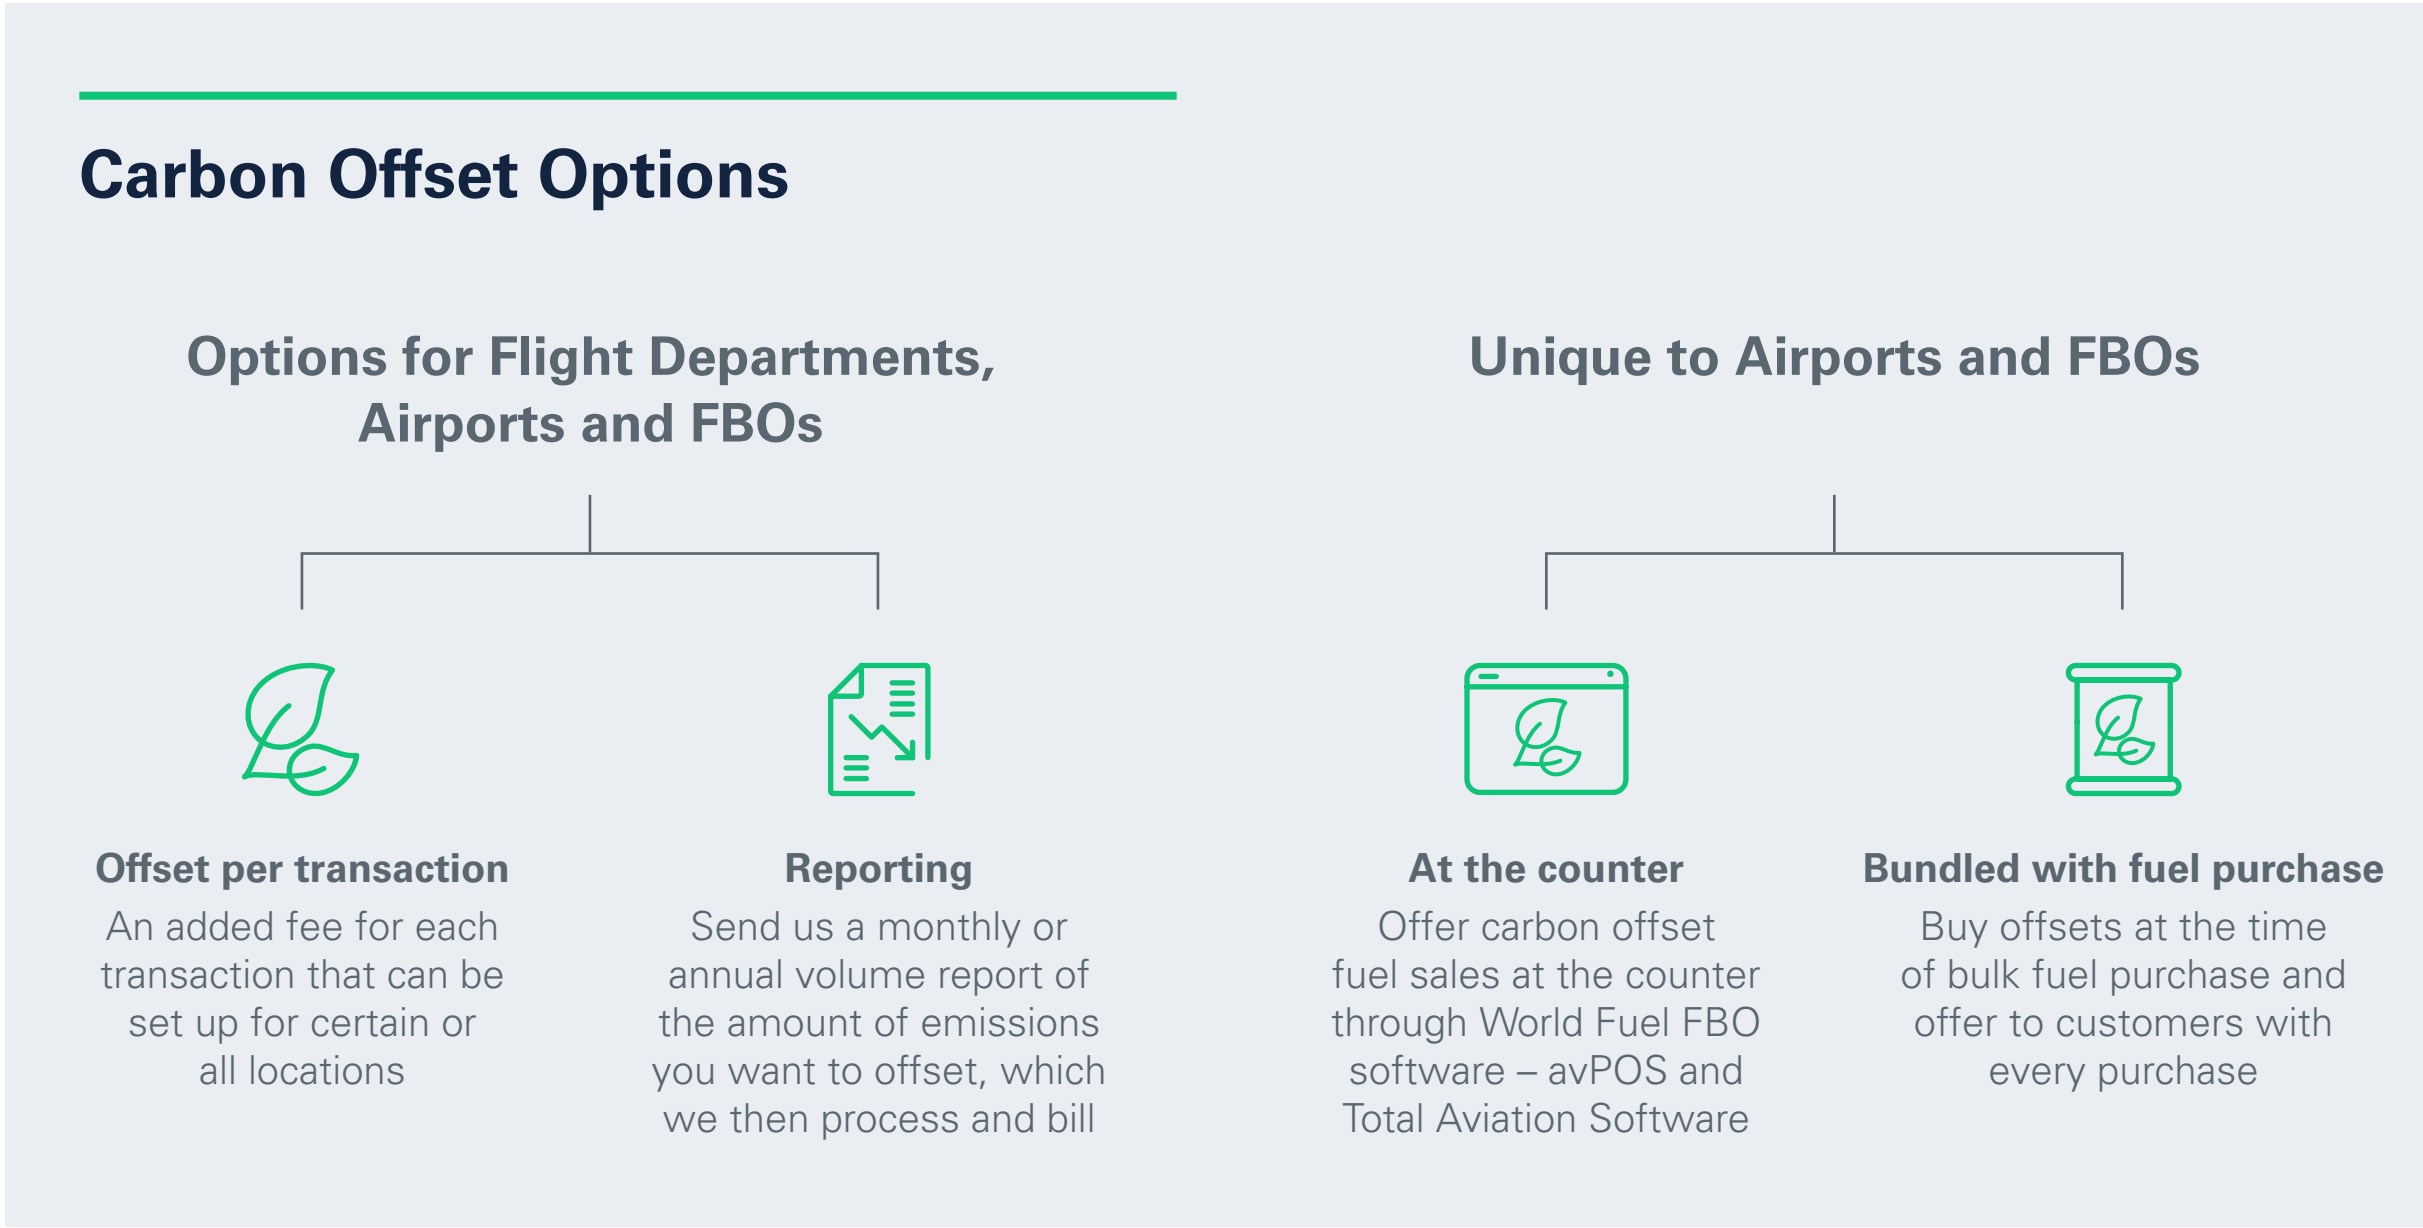 Carbon Offset Options
Options for Flight Departments,
Airports and FBOs
Offset per transaction
An added fee for each
transaction that can be
set up for certain or
all locations
Reporting
Send us a monthly or
annual volume report of
the amount of emissions
you want to offset, which
we then process and bill
Unique to Airports and FBOs
At the counter
Offer carbon offset
fuel sales at the counter
through World Fuel FBO
software – avPOS and
Total Aviation Software
Bundled with fuel purchase
Buy offsets at the time
of bulk fuel purchase and
offer to customers with
every purchase